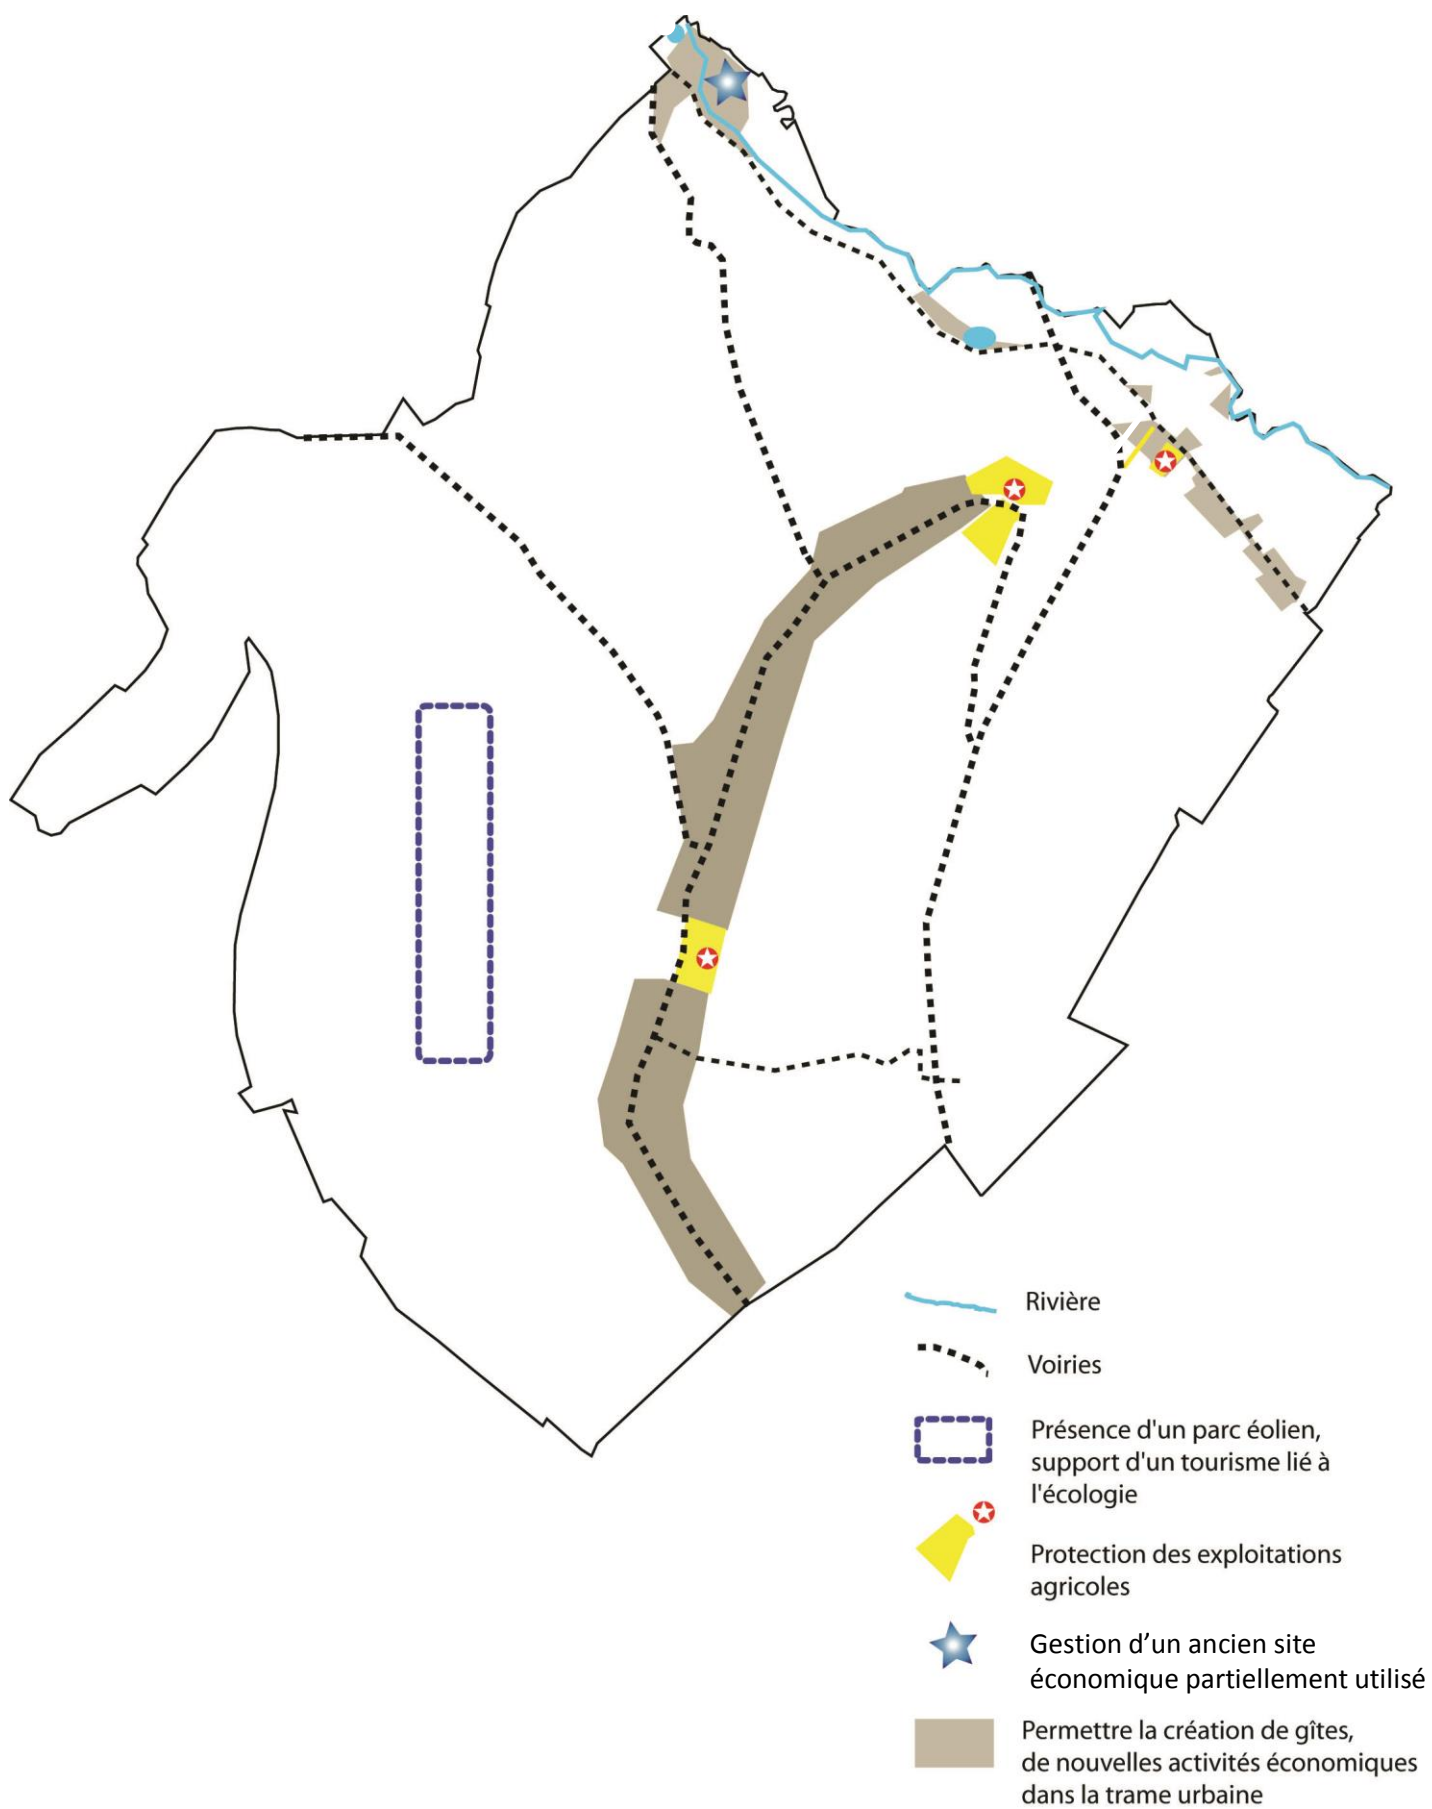 Rivière
Voiries
Présence d'un parc éolien,
support d'un tourisme lié à
l'écologie
Protection des exploitations
agricoles
Gestion d’un ancien site
économique partiellement utilisé
Permettre la création de gîtes,
de nouvelles activités économiques
dans la trame urbaine